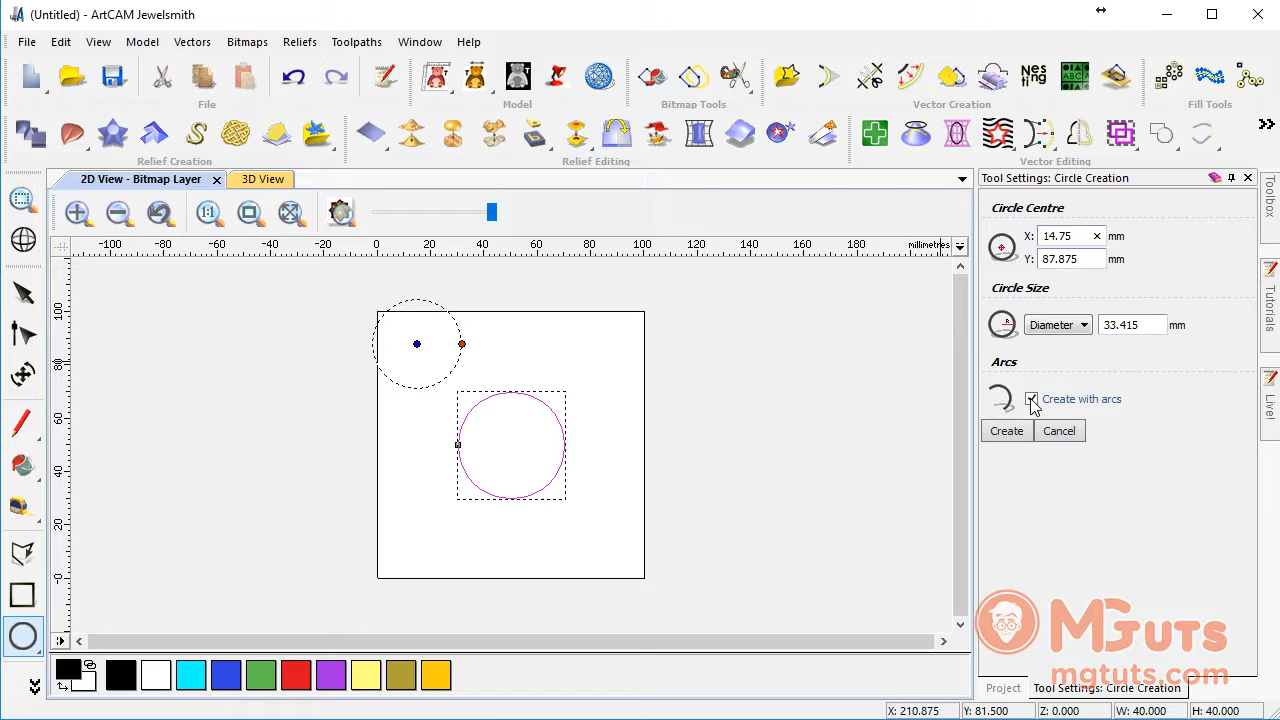 (Untitled) - ArtCAM Jewelsmith
File Edit View Model Vectors Bitmaps Reliefs Toolpaths Window Help
File Model Bitmap Tools Vector Creation Fill Tools
Relief Creation Relief Editing Vector Editing
2D View - Bitmap Layer 3D View
-100 -80 -60 -40 -20 0 20 40 60 80 100 120 140 160 180 millimetres
100
80
60
40
20
0
Tool Settings: Circle Creation
Circle Centre
X: 14.75 mm
Y: 87.875 mm
Circle Size
Diameter 33.415 mm
Arcs
Create with arcs
Create Cancel
Toolbox
Tutorials
Live!
MGuts
mgtuts.com
Project Tool Settings: Circle Creation
X: 210.875 Y: 81.500 Z: 0.000 W: 40.000 H: 40.000